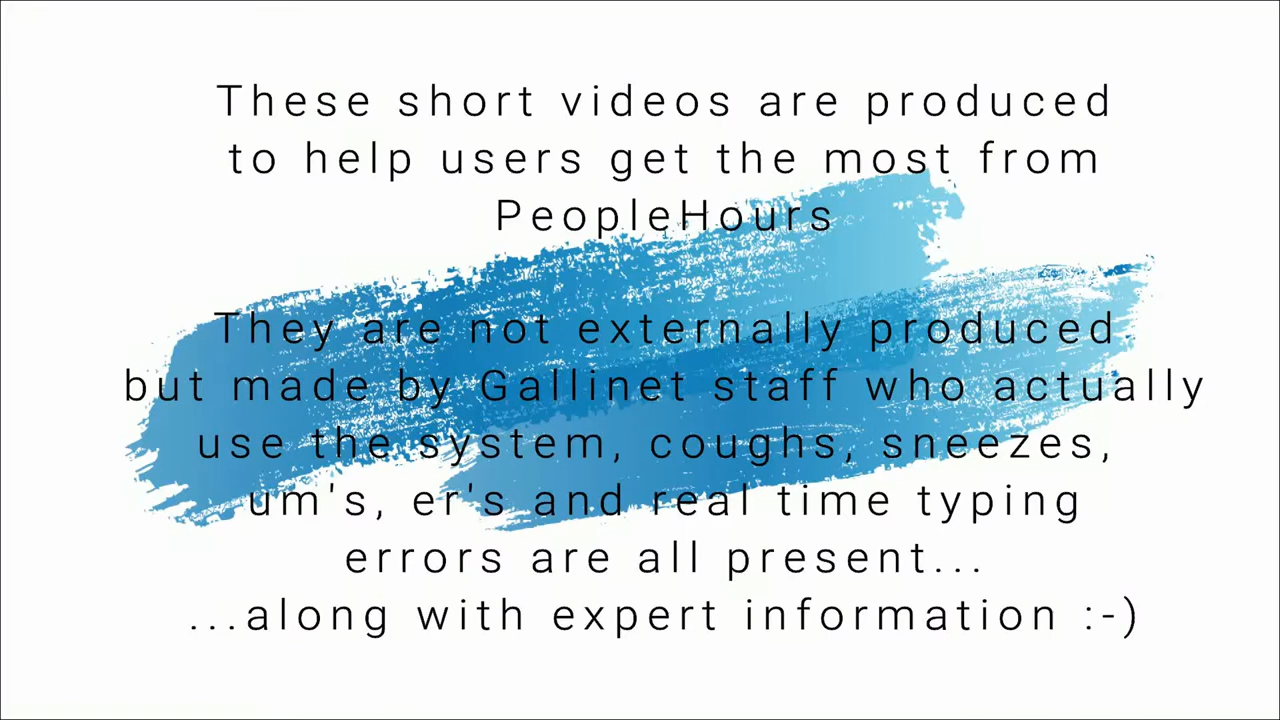 These short videos are produced
to help users get the most from
PeopleHours
They are not externally produced
but made by Gallinet staff who actually
use the system, coughs, sneezes,
um's, er's and real time typing
errors are all present...
...along with expert information :-)